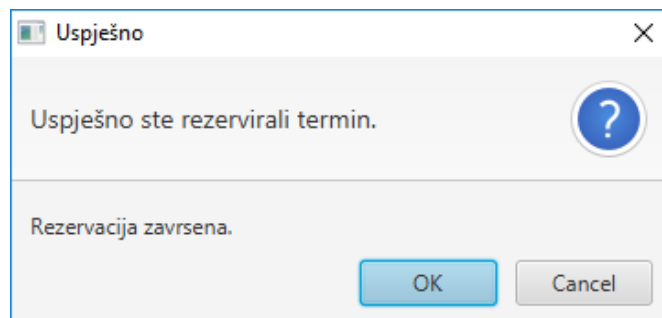 Uspješno
Uspješno ste rezervirali termin.
?
Rezervacija zavrsena.
OK Cancel